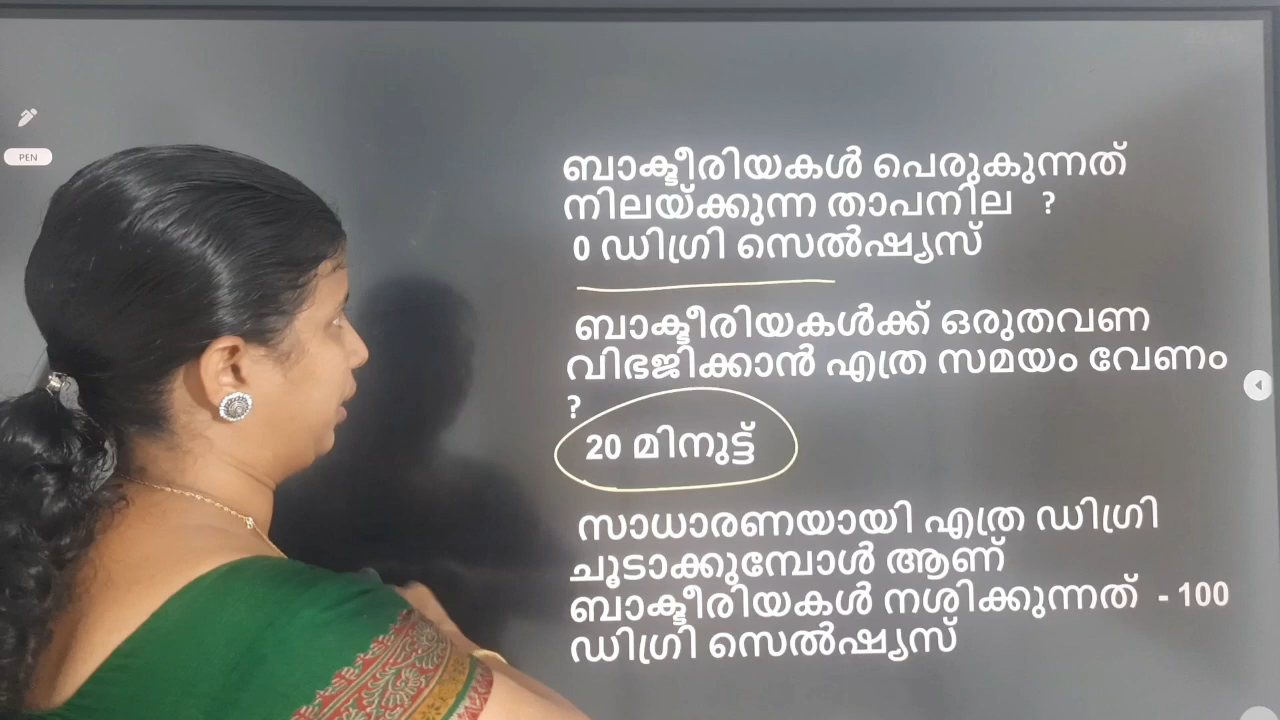 PEN
ബാക്ടീരിയകൾ പെരുകുന്നത്
നിലയ്ക്കുന്ന താപനില ?
0 ഡിഗ്രി സെൽഷ്യസ്
ബാക്ടീരിയകൾക്ക് ഒരുതവണ
വിഭജിക്കാൻ എത്ര സമയം വേണം
?
20 മിനുട്ട്
സാധാരണയായി എത്ര ഡിഗ്രി
ചൂടാക്കുമ്പോൾ ആണ്
ബാക്ടീരിയകൾ നശിക്കുന്നത് - 100
ഡിഗ്രി സെൽഷ്യസ്